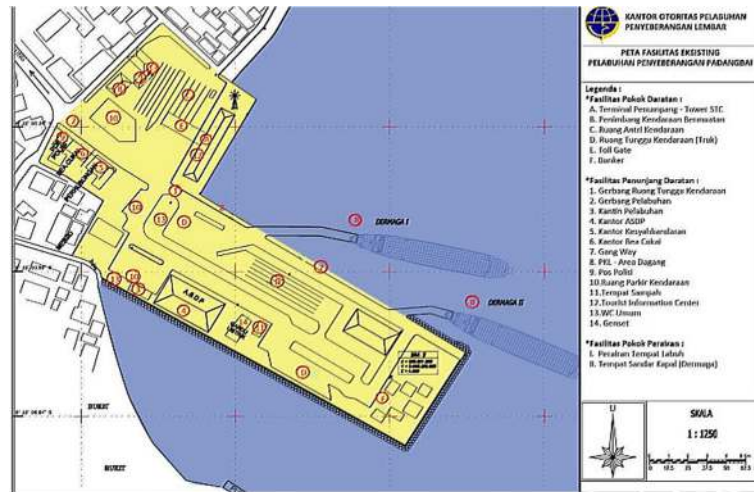 KANTOR OTORITAS PELABUHAN
PENYEBERANGAN LEMBAR
PETA FASILITAS EKSISTING
PELABUHAN PENYEBERANGAN PADANGBAI
Legenda :
*Fasilitas Pokok Daratan :
A. Terminal Penumpang - Tower STC
B. Penimbang Kendaraan Bermuatan
C. Ruang Antri Kendaraan
D. Ruang Tunggu Kendaraan (Truk)
E. Toll Gate
F. Bunker
*Fasilitas Penunjang Daratan :
1. Gerbang Ruang Tunggu Kendaraan
2. Gerbang Pelabuhan
3. Kantin Pelabuhan
4. Kantor ASDP
5. Kantor Kesyahbandaran
6. Kantor Bea Cukai
7. Gang Way
8. PKL - Area Dagang
9. Pos Polisi
10.Ruang Parkir Kendaraan
11.Tempat Sampah
12.Tourist Information Center
13.WC Umum
14. Genset
*Fasilitas Pokok Perairan :
I. Perairan Tempat Labuh
II. Tempat Sandar Kapal (Dermaga)
U
SKALA
1 : 1250
DERMAGA I
DERMAGA II
ASDP
BEA CUKAI
BUKIT
BUKIT